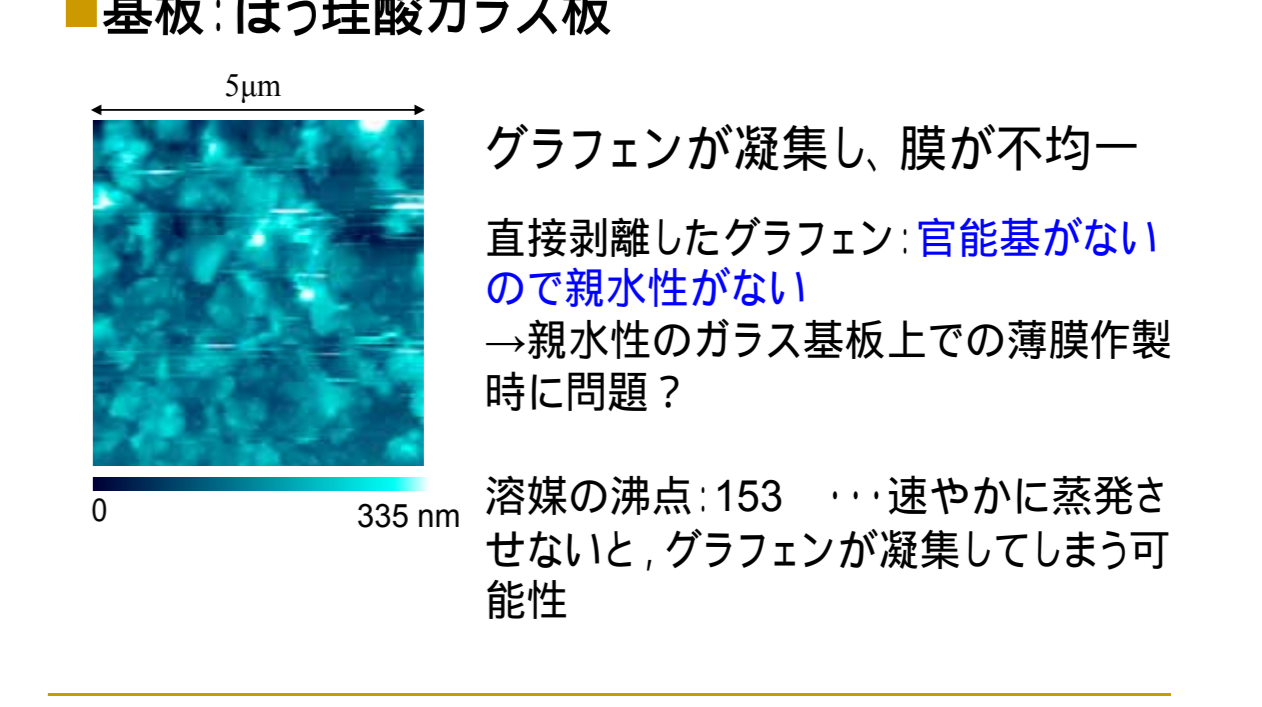 ■基板:ほう珪酸ガラス板
5μm
グラフェンが凝集し、膜が不均一
直接剥離したグラフェン:官能基がない
ので親水性がない
→親水性のガラス基板上での薄膜作製
時に問題？
溶媒の沸点:153　･･･速やかに蒸発さ
せないと,グラフェンが凝集してしまう可
能性
0
335 nm